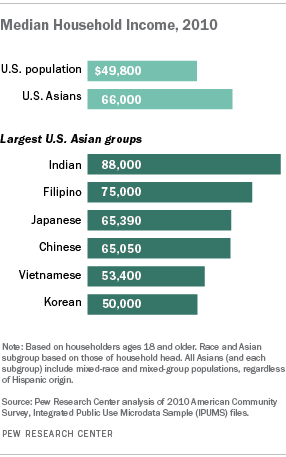 Median Household Income, 2010
U.S. population $49,800
U.S. Asians 66,000
Largest U.S. Asian groups
Indian 88,000
Filipino 75,000
Japanese 65,390
Chinese 65,050
Vietnamese 53,400
Korean 50,000
Note: Based on householders ages 18 and older. Race and Asian
subgroup based on those of household head. All Asians (and each
subgroup) include mixed-race and mixed-group populations, regardless
of Hispanic origin.
Source: Pew Research Center analysis of 2010 American Community
Survey, Integrated Public Use Microdata Sample (IPUMS) files.
PEW RESEARCH CENTER